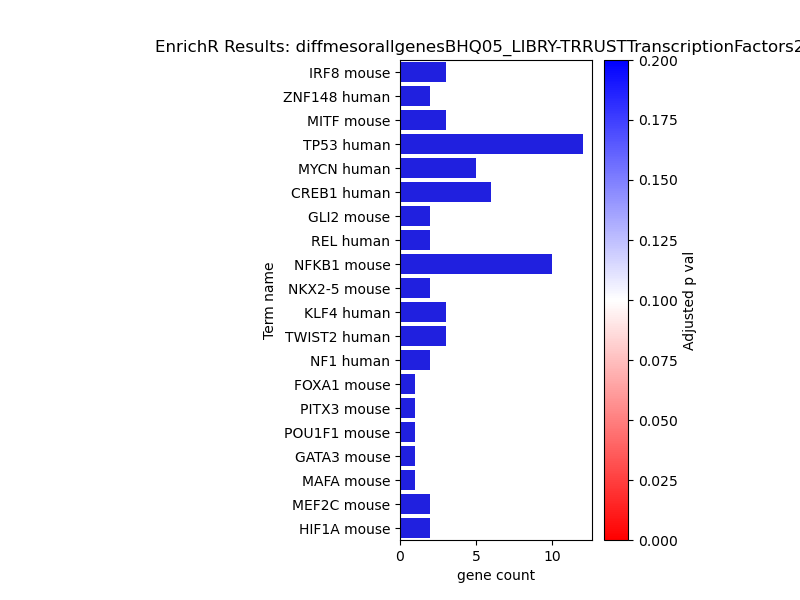 EnrichR Results: diffmesorallgenesBHQ05_LIBRY-TRRUSTTranscriptionFactors2
Term name
IRF8 mouse
ZNF148 human
MITF mouse
TP53 human
MYCN human
CREB1 human
GLI2 mouse
REL human
NFKB1 mouse
NKX2-5 mouse
KLF4 human
TWIST2 human
NF1 human
FOXA1 mouse
PITX3 mouse
POU1F1 mouse
GATA3 mouse
MAFA mouse
MEF2C mouse
HIF1A mouse
0 5 10
gene count
0.200
0.175
0.150
0.125
0.100
0.075
0.050
0.025
0.000
Adjusted p val